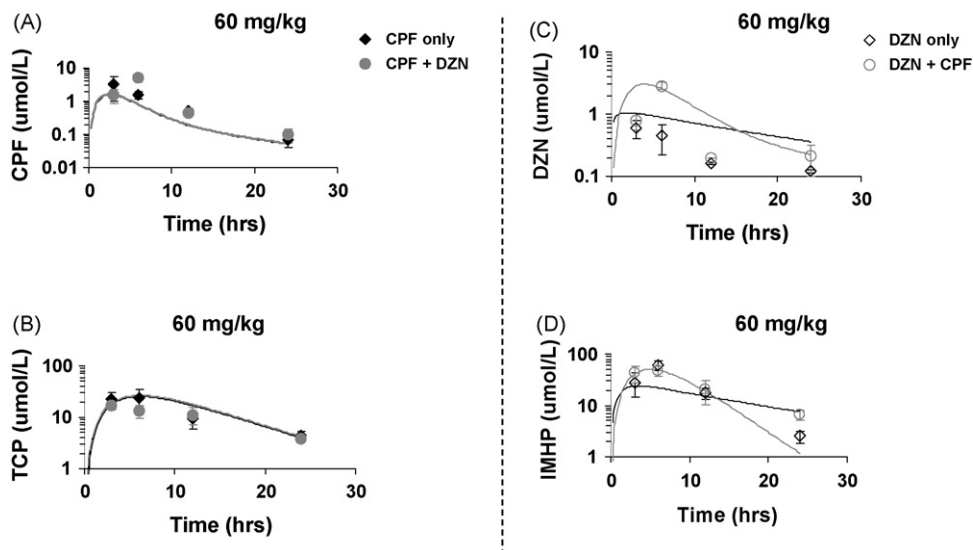 (A)
60 mg/kg
CPF only
CPF + DZN
CPF (umol/L)
10
1
0.1
0.01
0 10 20 30
Time (hrs)
(B)
60 mg/kg
TCP (umol/L)
100
10
1
0 10 20 30
Time (hrs)
(C)
60 mg/kg
DZN only
DZN + CPF
DZN (umol/L)
10
1
0.1
0 10 20 30
Time (hrs)
(D)
60 mg/kg
IMHP (umol/L)
100
10
1
0 10 20 30
Time (hrs)